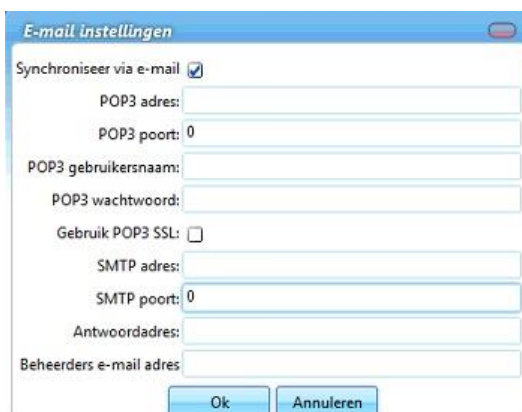 E-mail instellingen
Synchroniseer via e-mail
POP3 adres:
POP3 poort: 0
POP3 gebruikersnaam:
POP3 wachtwoord:
Gebruik POP3 SSL:
SMTP adres:
SMTP poort: 0
Antwoordadres:
Beheerders e-mail adres
Ok Annuleren